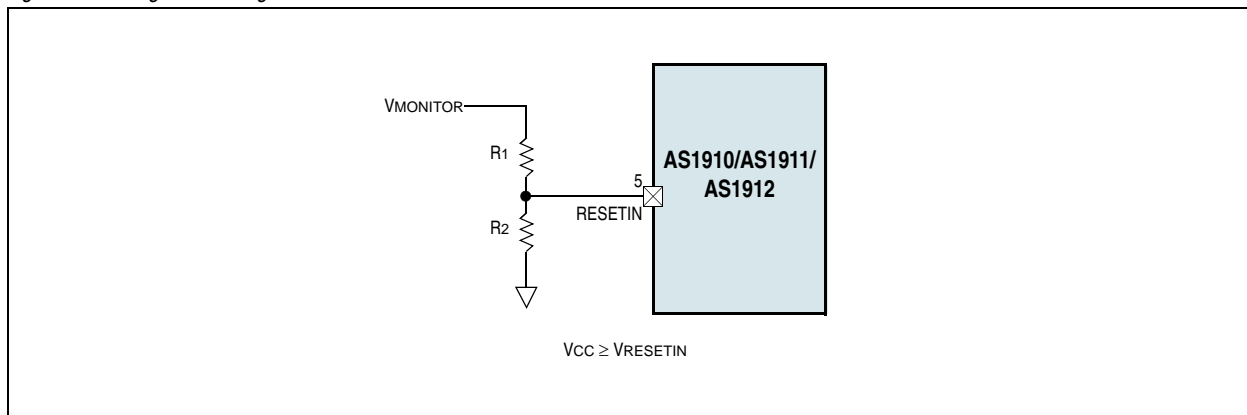 VMONITOR
R1
5
RESETIN
R2
AS1910/AS1911/
AS1912
VCC ≥ VRESETIN